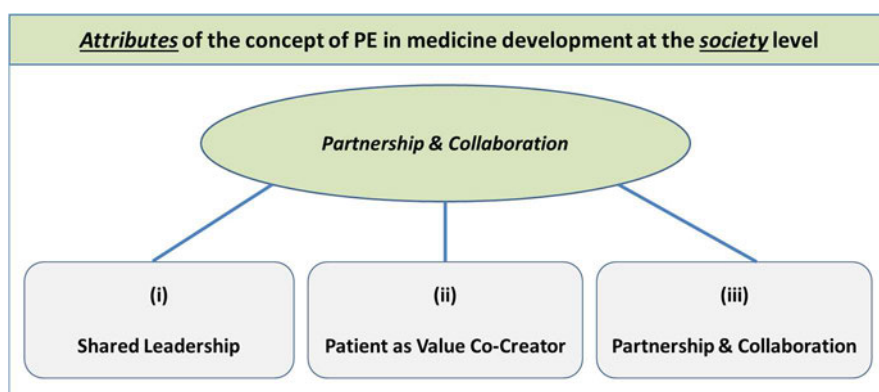 Attributes of the concept of PE in medicine development at the society level
Partnership & Collaboration
(i)
Shared Leadership
(ii)
Patient as Value Co-Creator
(iii)
Partnership & Collaboration